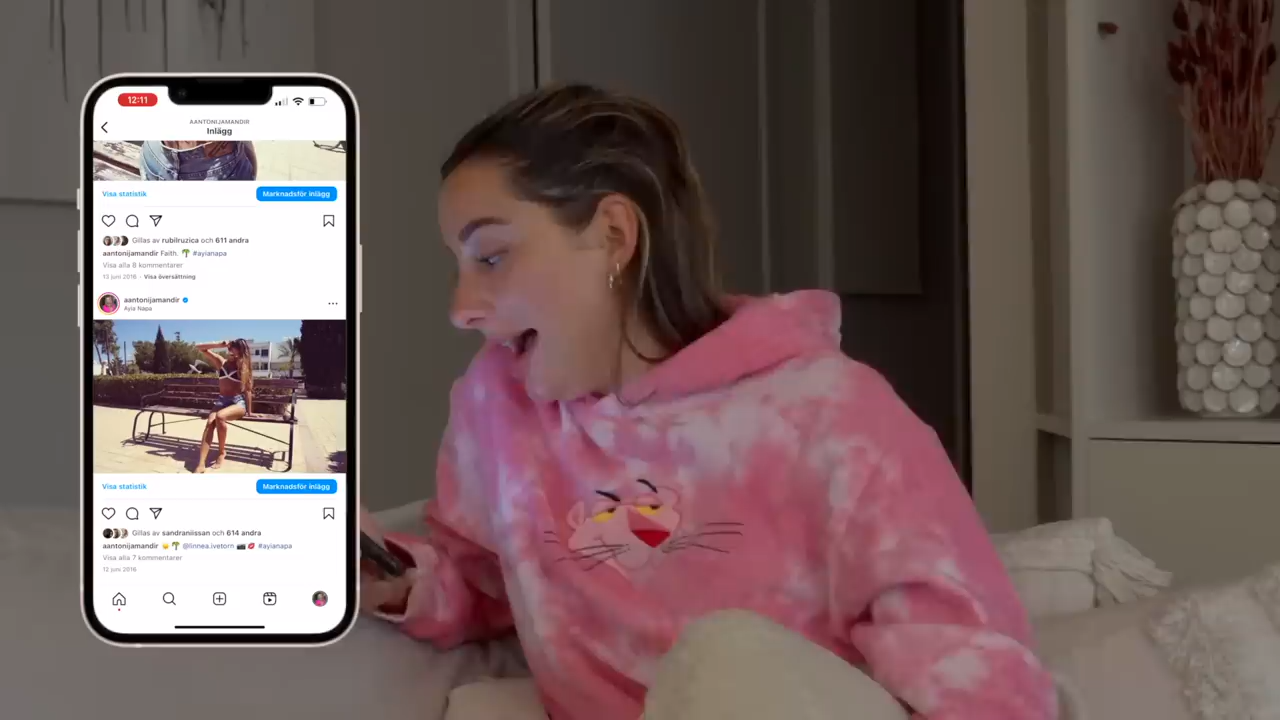 12:11
AANTONIJAMANDIR
Inlägg
Visa statistik
Marknadsför inlägg
Gillas av rubilruzica och 611 andra
aantonijamandir Faith. 🌴 #ayianapa
Visa alla 8 kommentarer
13 juni 2016 · Visa översättning
aantonijamandir
Ayia Napa
Visa statistik
Marknadsför inlägg
Gillas av sandranilssan och 614 andra
aantonijamandir 🌞🌴 @linnea.ivetorn 📷 💋 #ayianapa
Visa alla 7 kommentarer
12 juni 2016